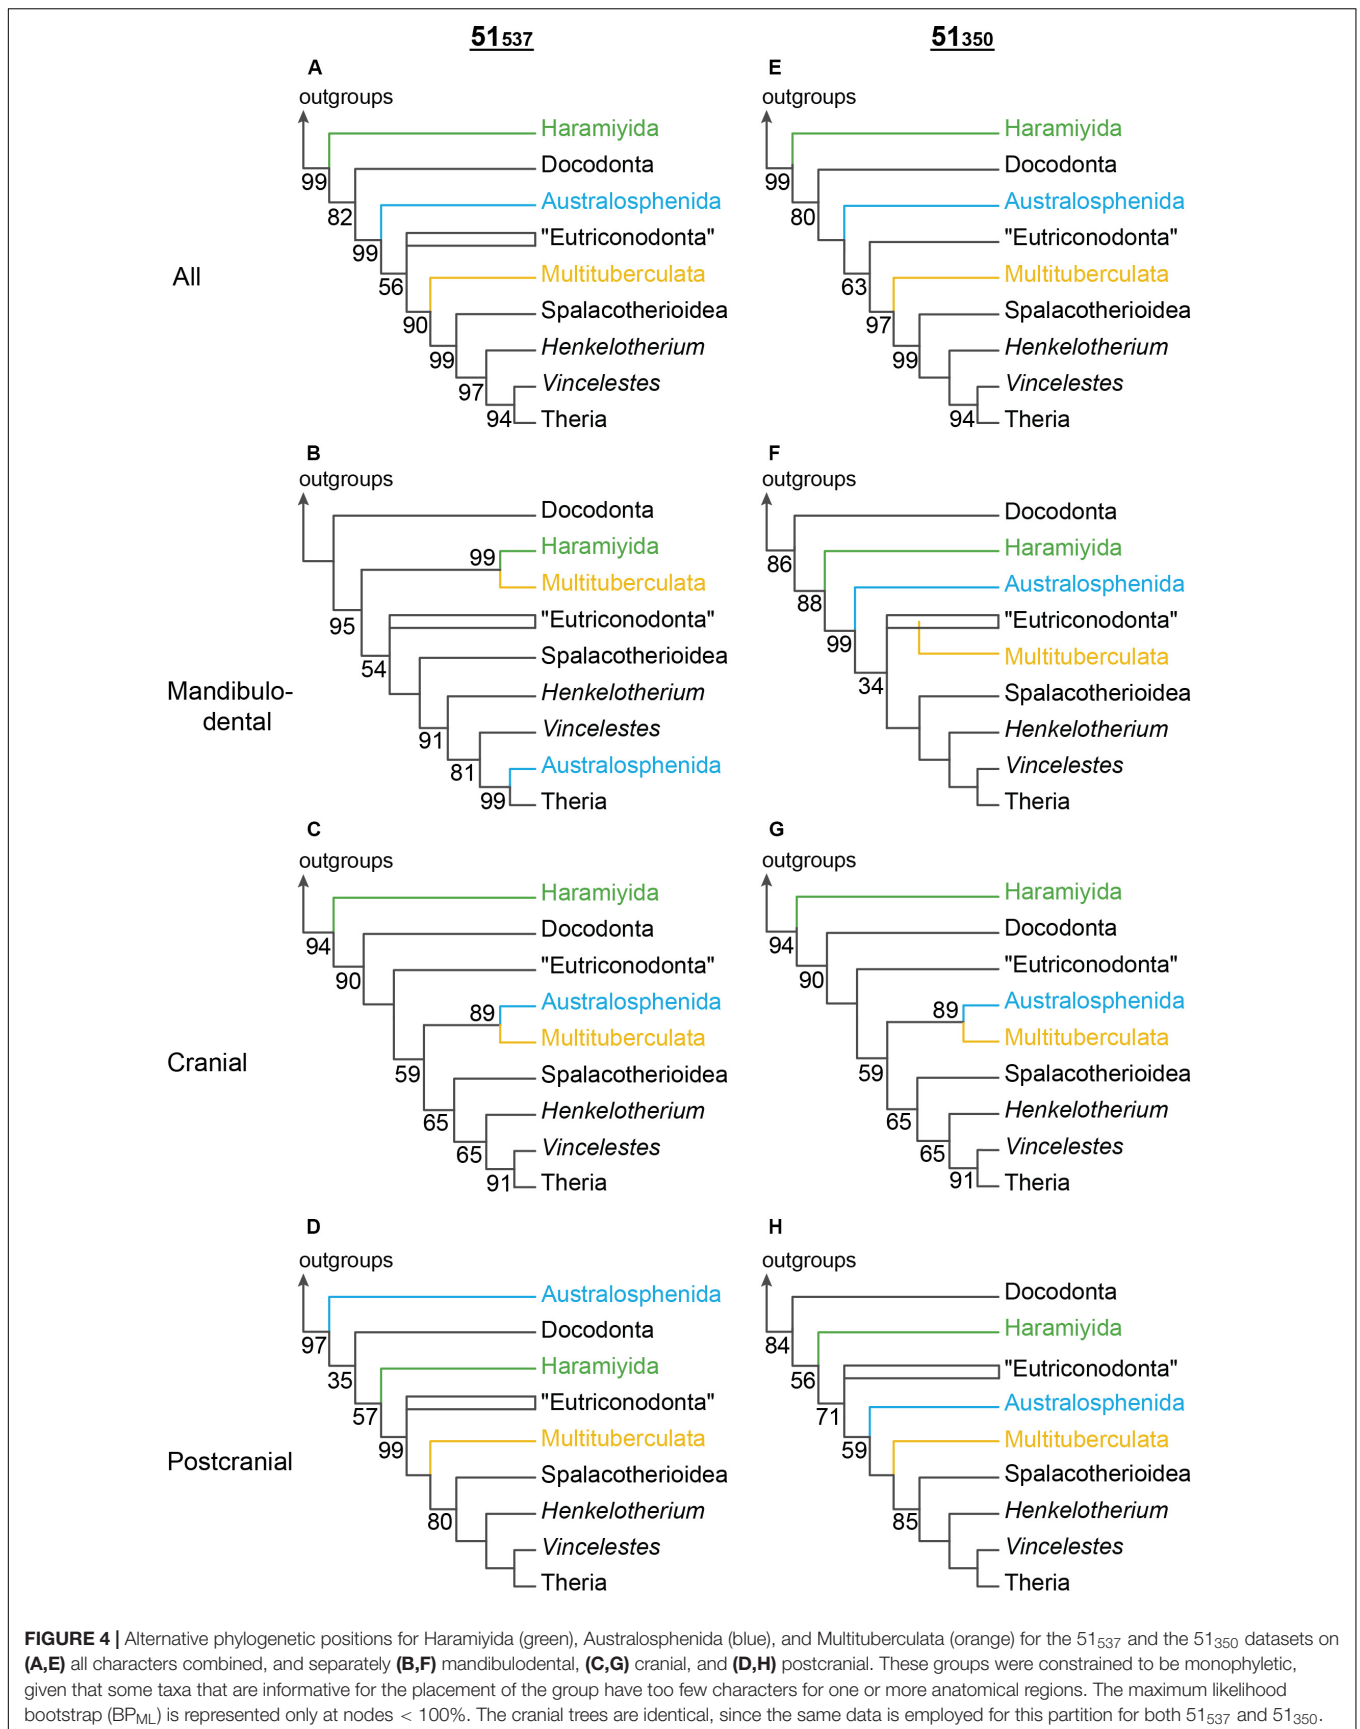 51537
51350
A
outgroups
Haramiyida
Docodonta
Australosphenida
"Eutriconodonta"
Multituberculata
Spalacotherioidea
Henkelotherium
Vincelestes
Theria
99
82
99
56
90
99
97
94
E
outgroups
Haramiyida
Docodonta
Australosphenida
"Eutriconodonta"
Multituberculata
Spalacotherioidea
Henkelotherium
Vincelestes
Theria
99
80
63
97
99
94
All
B
outgroups
Docodonta
Haramiyida
Multituberculata
"Eutriconodonta"
Spalacotherioidea
Henkelotherium
Vincelestes
Australosphenida
Theria
99
95
54
91
81
99
F
outgroups
Docodonta
Haramiyida
Australosphenida
"Eutriconodonta"
Multituberculata
Spalacotherioidea
Henkelotherium
Vincelestes
Theria
86
88
99
34
Mandibulo-
dental
C
outgroups
Haramiyida
Docodonta
"Eutriconodonta"
Australosphenida
Multituberculata
Spalacotherioidea
Henkelotherium
Vincelestes
Theria
94
90
89
59
65
65
91
G
outgroups
Haramiyida
Docodonta
"Eutriconodonta"
Australosphenida
Multituberculata
Spalacotherioidea
Henkelotherium
Vincelestes
Theria
94
90
89
59
65
65
91
Cranial
D
outgroups
Australosphenida
Docodonta
Haramiyida
"Eutriconodonta"
Multituberculata
Spalacotherioidea
Henkelotherium
Vincelestes
Theria
97
35
57
99
80
H
outgroups
Docodonta
Haramiyida
"Eutriconodonta"
Australosphenida
Multituberculata
Spalacotherioidea
Henkelotherium
Vincelestes
Theria
84
56
71
59
85
Postcranial
FIGURE 4 | Alternative phylogenetic positions for Haramiyida (green), Australosphenida (blue), and Multituberculata (orange) for the 51537 and the 51350 datasets on
(A,E) all characters combined, and separately (B,F) mandibulodental, (C,G) cranial, and (D,H) postcranial. These groups were constrained to be monophyletic,
given that some taxa that are informative for the placement of the group have too few characters for one or more anatomical regions. The maximum likelihood
bootstrap (BPML) is represented only at nodes < 100%. The cranial trees are identical, since the same data is employed for this partition for both 51537 and 51350.